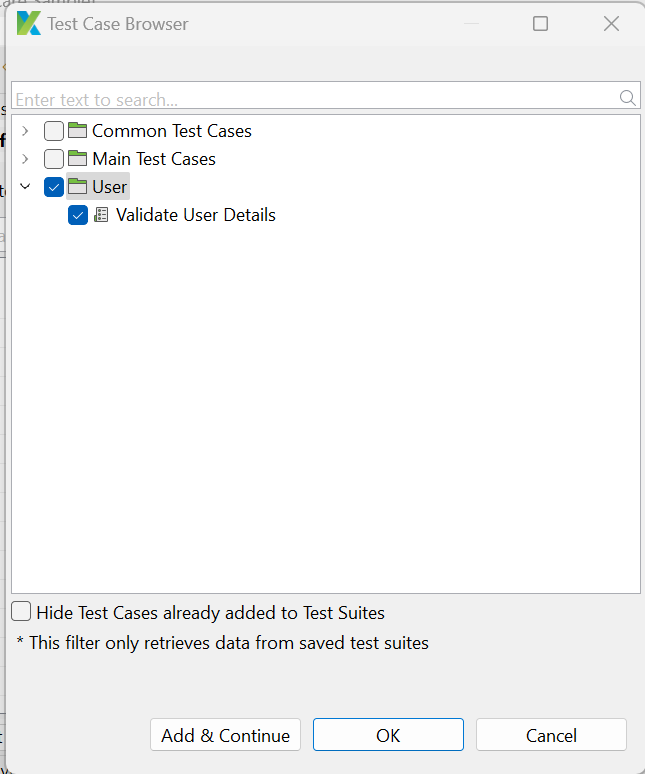 Test Case Browser
Enter text to search...
Common Test Cases
Main Test Cases
User
Validate User Details
Hide Test Cases already added to Test Suites
* This filter only retrieves data from saved test suites
Add & Continue
OK
Cancel